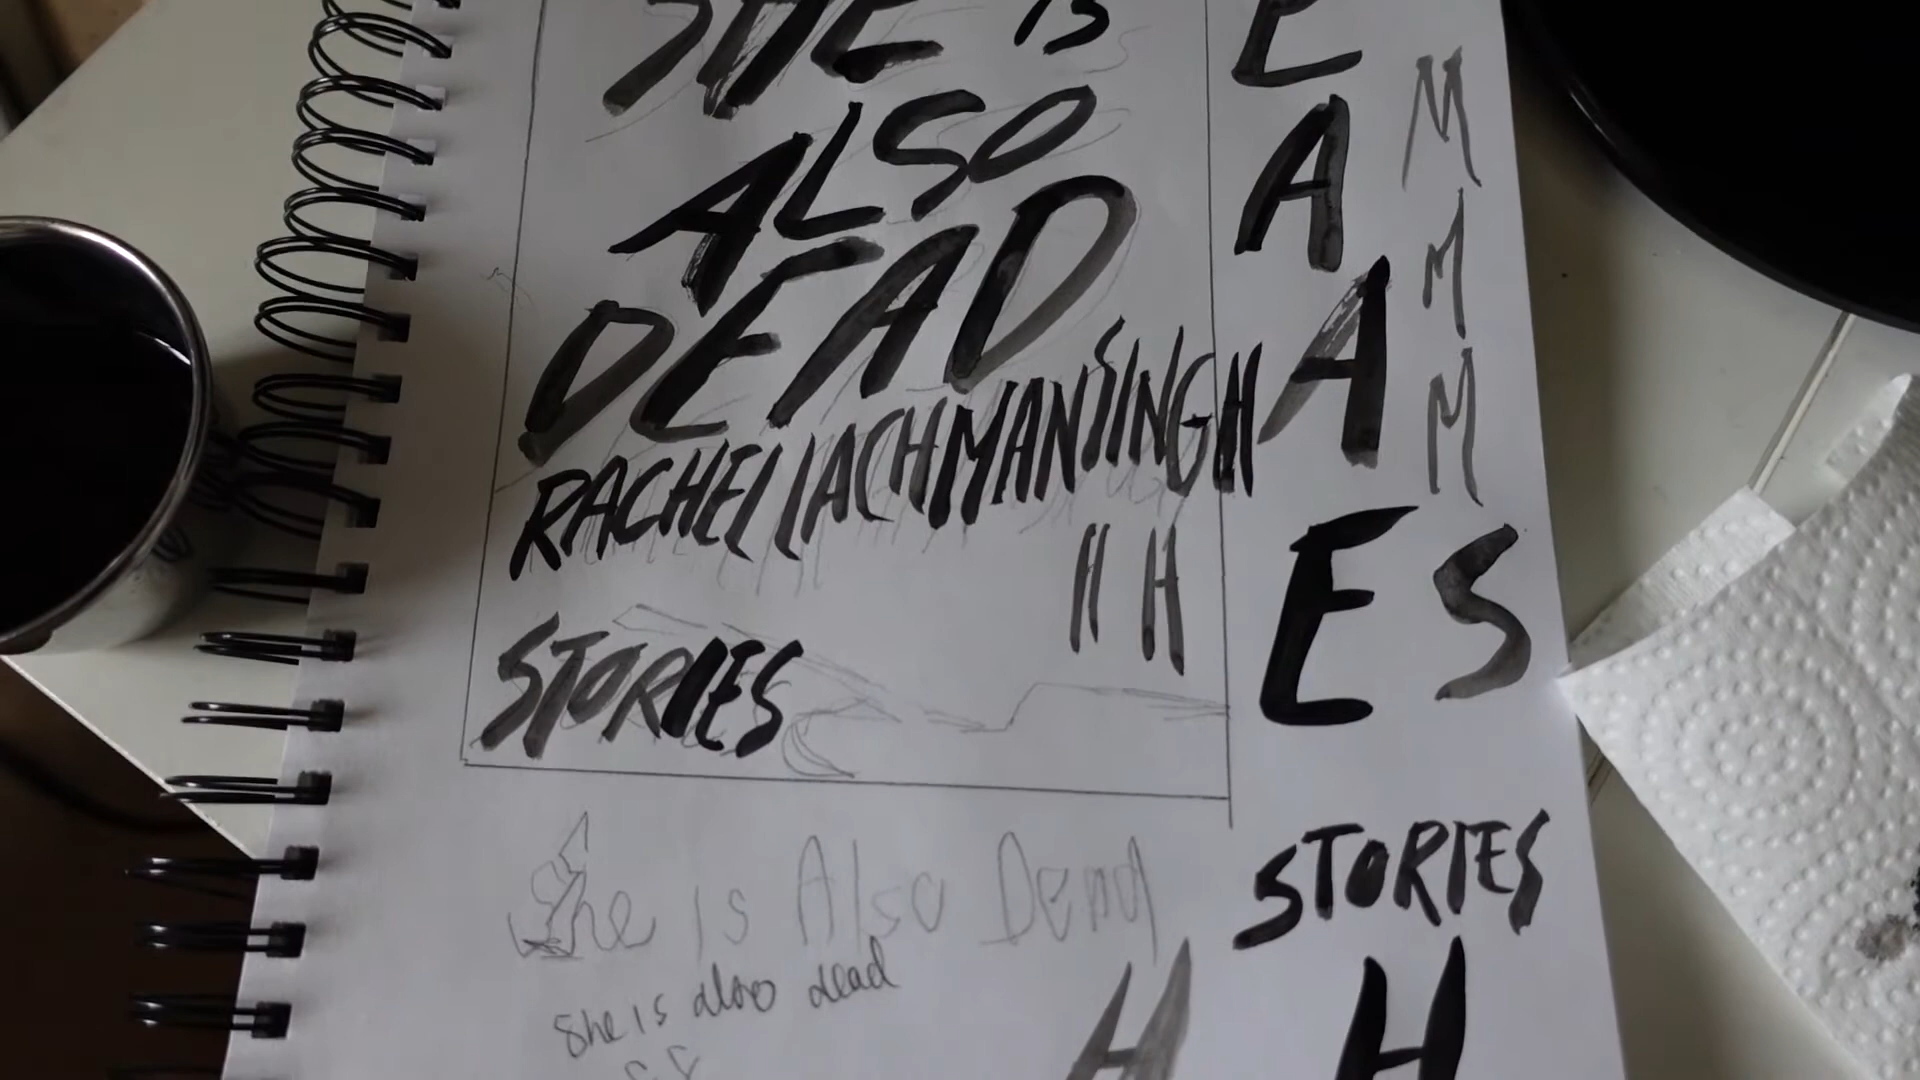 SHE IS
ALSO
DEAD
RACHEL LACHMANSINGH
H H
STORIES
E
A
A
E S
M
M
M
STORIES
H H
She is Also Dead
She is also dead